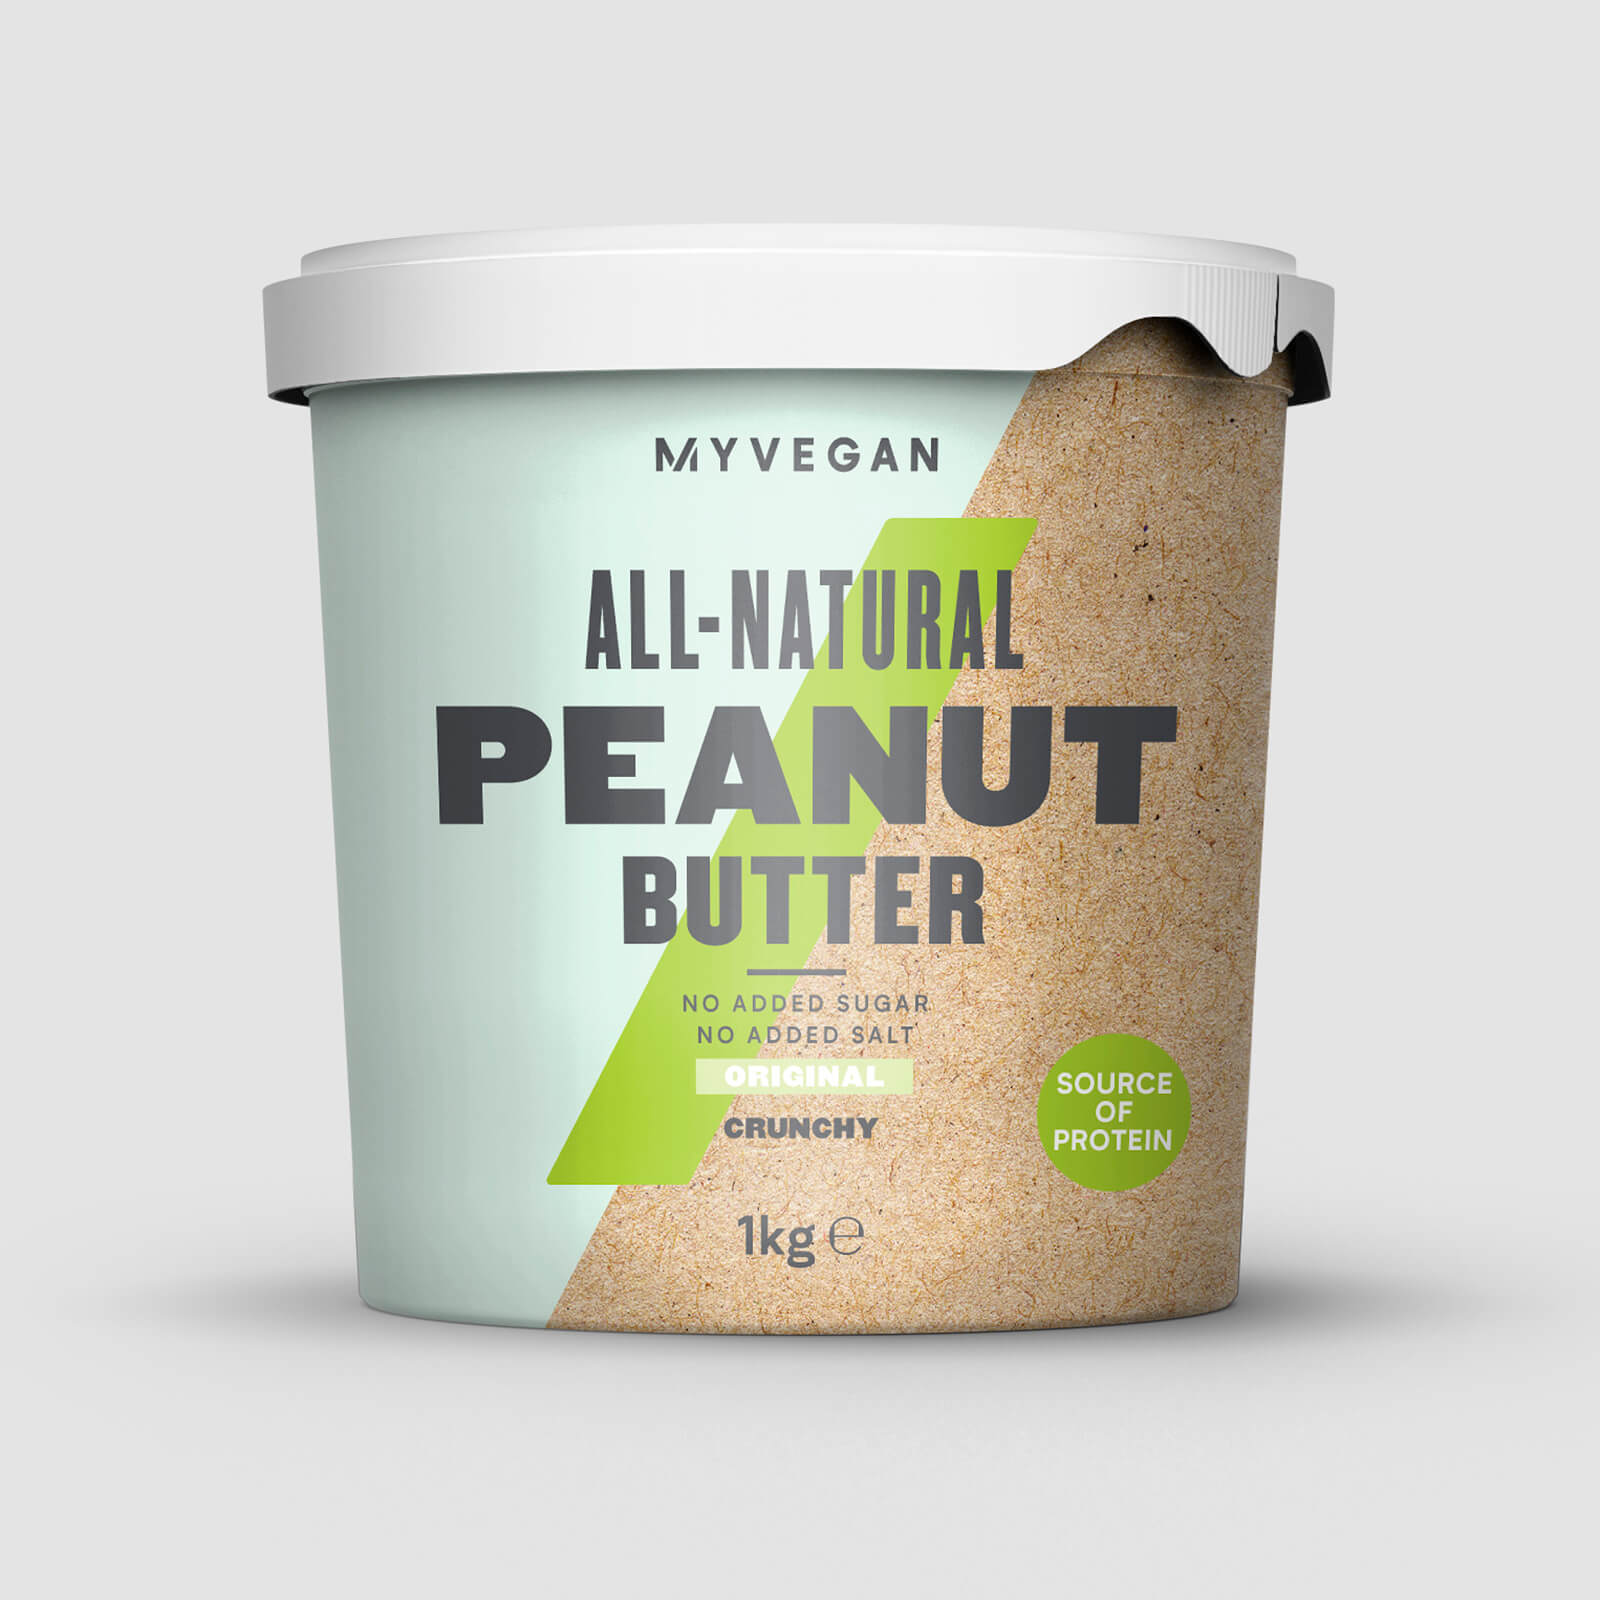 MYVEGAN
ALL-NATURAL
PEANUT
BUTTER
NO ADDED SUGAR
NO ADDED SALT
ORIGINAL
CRUNCHY
SOURCE
OF
PROTEIN
1kg ℮